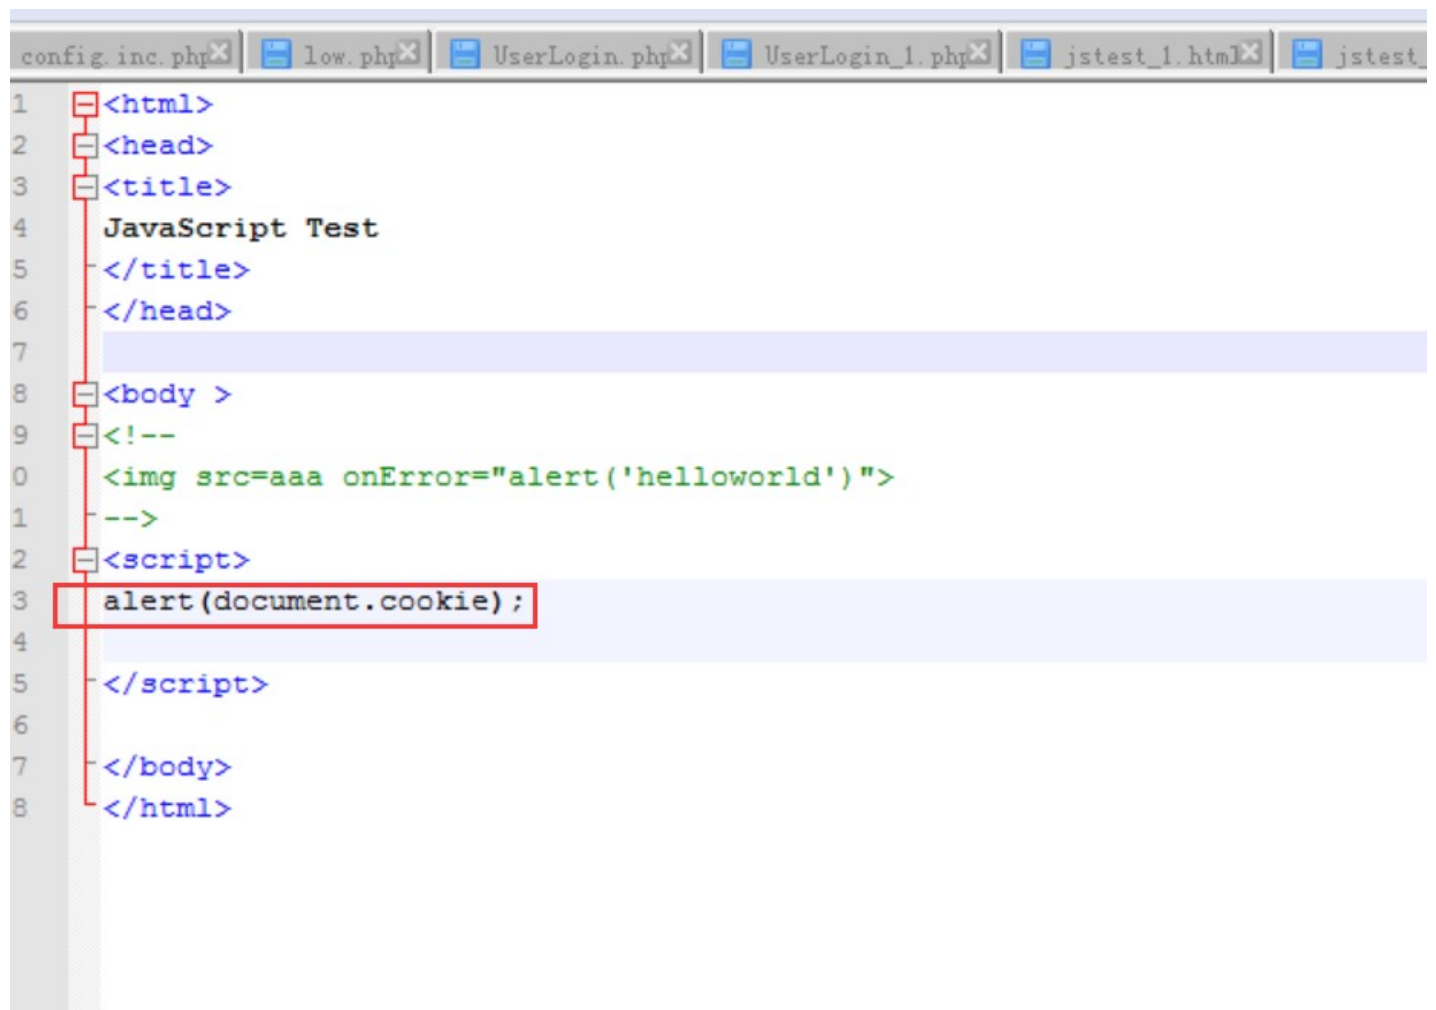 config.inc.php low.php UserLogin.php UserLogin_1.php jstest_1.html jstest_
1 <html>
2 <head>
3 <title>
4 JavaScript Test
5 </title>
6 </head>
7
8 <body >
9 <!--
0 <img src=aaa onError="alert('helloworld')">
1 -->
2 <script>
3 alert(document.cookie);
4
5 </script>
6
7 </body>
8 </html>